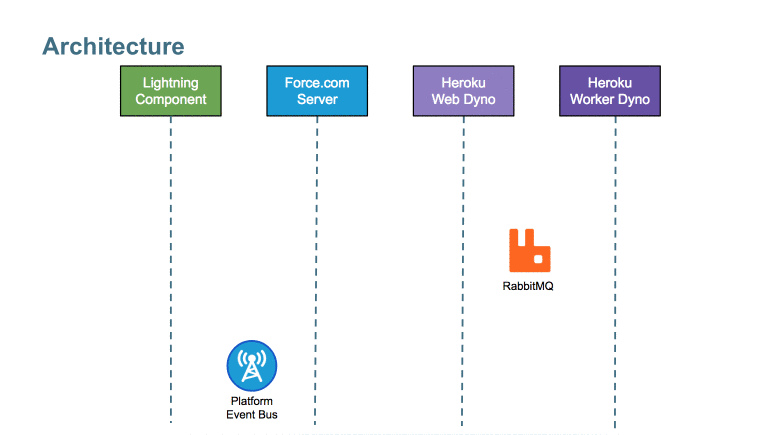 Architecture
Lightning
Component
Force.com
Server
Heroku
Web Dyno
Heroku
Worker Dyno
RabbitMQ
Platform
Event Bus